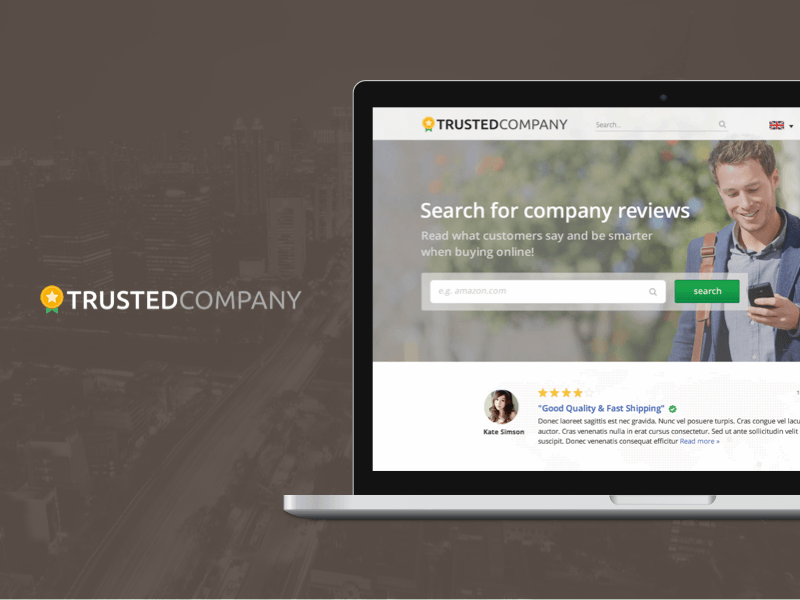 TRUSTEDCOMPANY
TRUSTEDCOMPANY
Search...
Search for company reviews
Read what customers say and be smarter
when buying online!
e.g. amazon.com
search
"Good Quality & Fast Shipping"
Kate Simson
Donec laoreet sagittis est nec gravida. Nunc vel posuere turpis. Cras congue vel lacu
auctor. Cras venenatis nulla in erat cursus consectetur. Sed ut ante sollicitudin velit
suscipit. Donec venenatis consequat efficitur Read more »